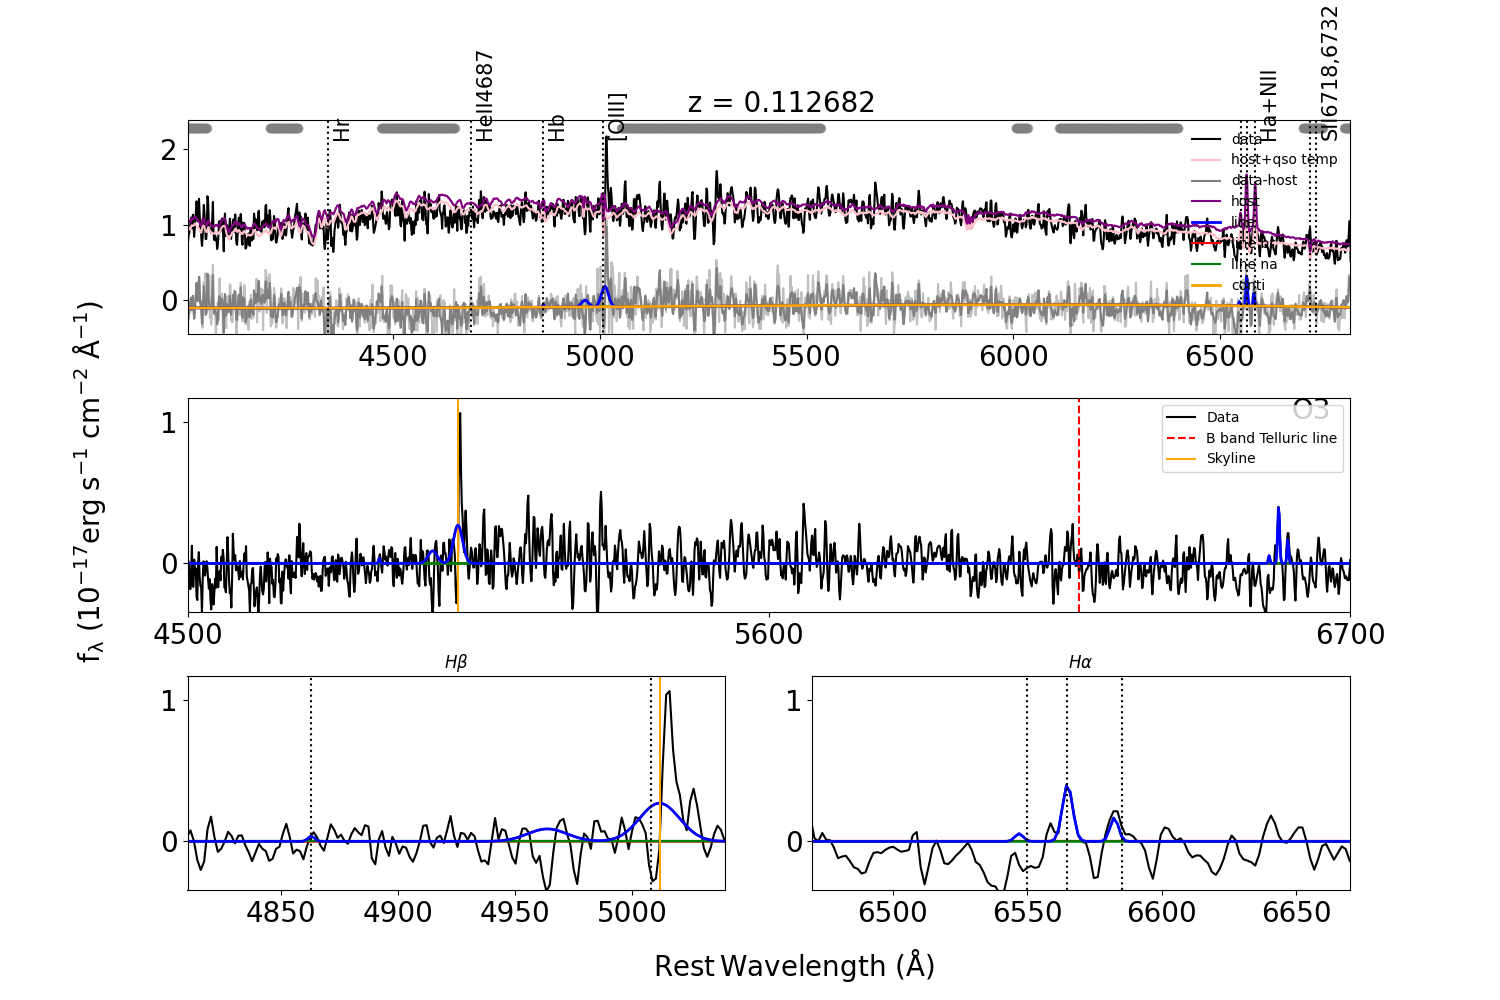 z = 0.112682
Hr
HeII4687
Hb
[OIII]
Ha+NII
SII6718,6732
data
host+qso temp
data-host
host
line
line na
conti
2
1
0
4500
5000
5500
6000
6500
O3
Data
B band Telluric line
Skyline
1
0
4500
5600
6700
fλ (10⁻¹⁷erg s⁻¹ cm⁻² Å⁻¹)
Hβ
1
0
4850
4900
4950
5000
Hα
1
0
6500
6550
6600
6650
Rest Wavelength (Å)